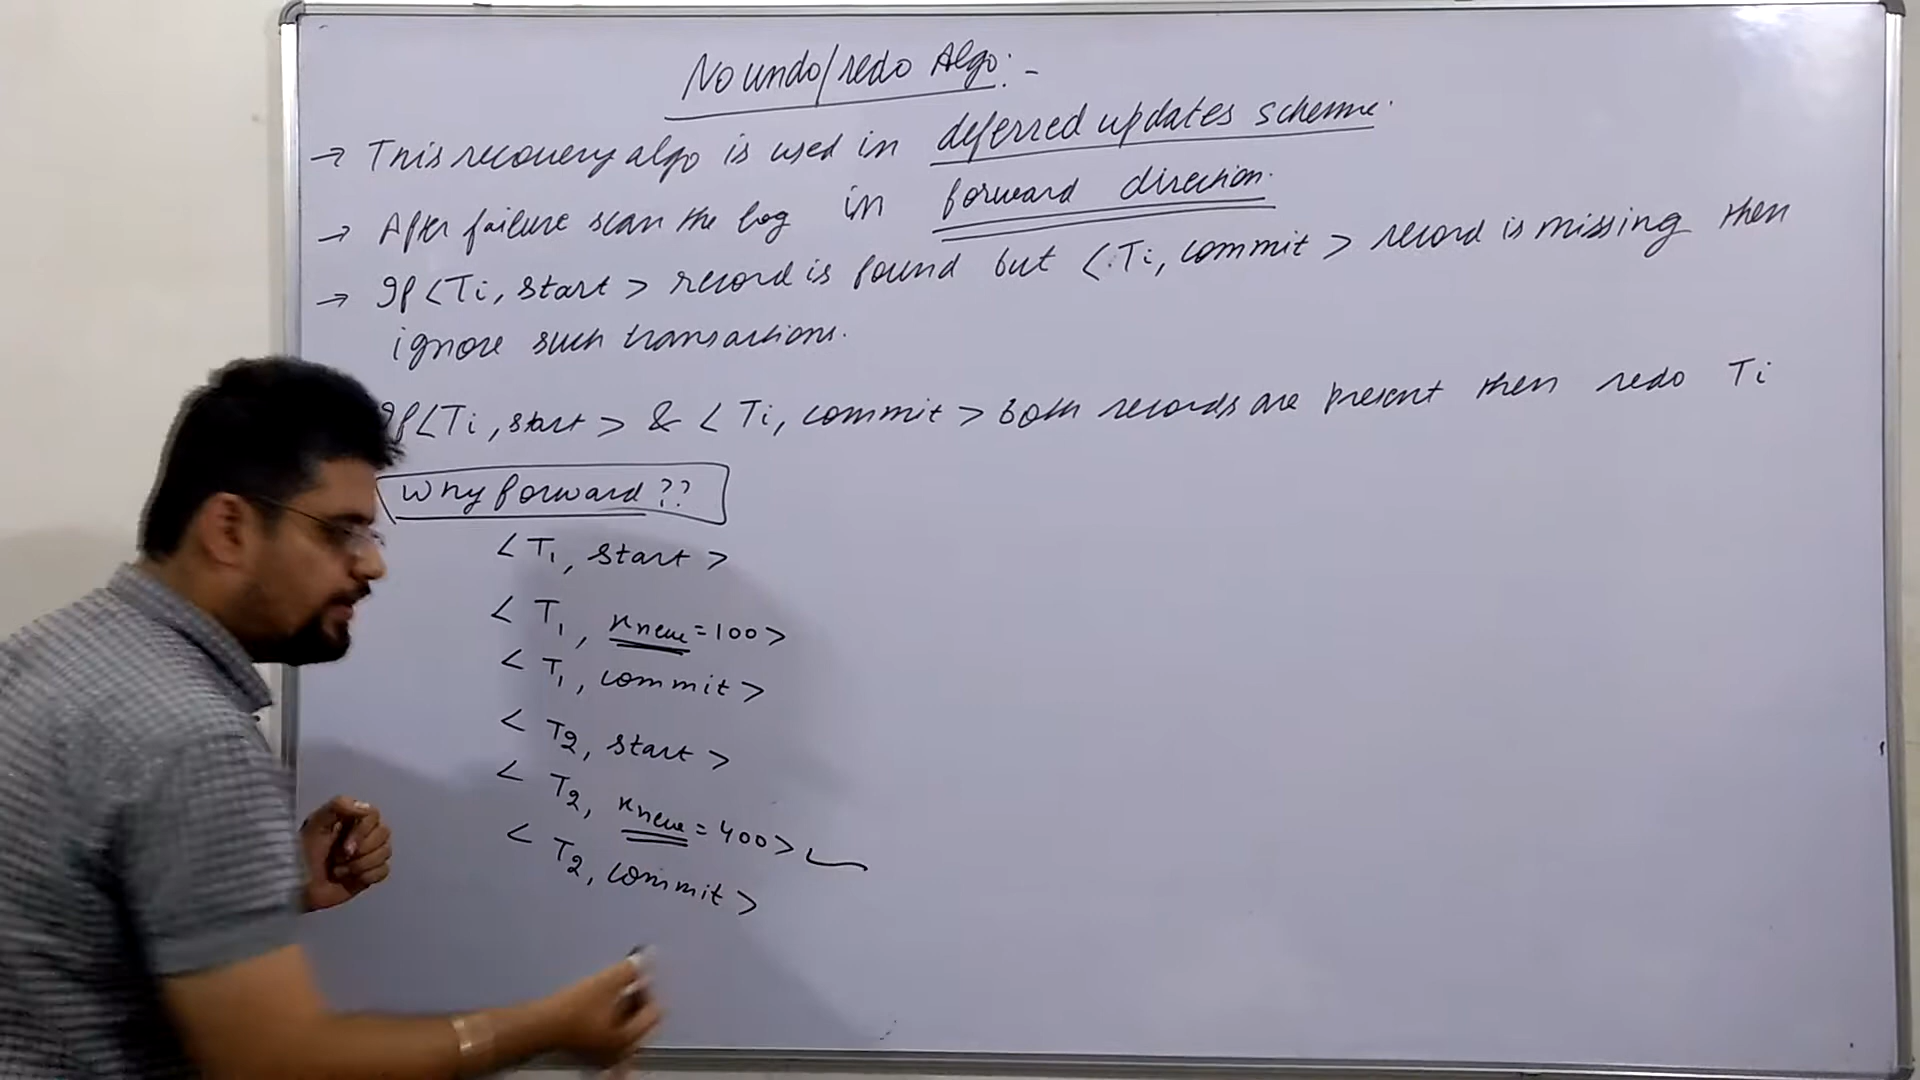 No undo/redo Algo:-
→ This recovery algo is used in deferred updates scheme.
→ After failure scan the log in forward direction.
→ If <Ti, start> record is found but <Ti, commit> record is missing then
ignore such transactions.
If <Ti, start> & <Ti, commit> both records are present then redo Ti
Why forward??
<T1, start>
<T1, xnew=100>
<T1, commit>
<T2, start>
<T2, xnew=400>
<T2, commit>